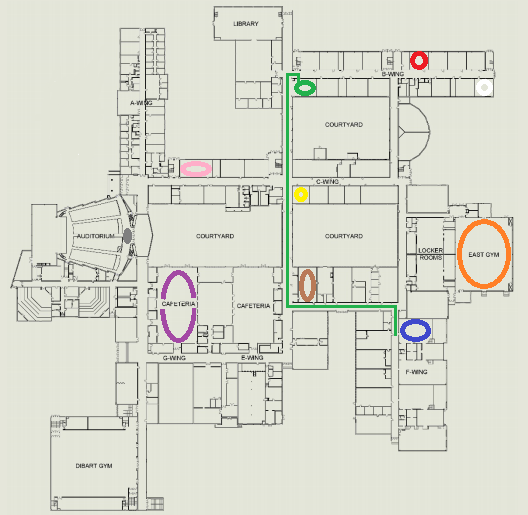 LIBRARY
B-WING
A-WING
COURTYARD
C-WING
AUDITORIUM
COURTYARD
COURTYARD
LOCKER
ROOMS
EAST GYM
CAFETERIA
CAFETERIA
G-WING
E-WING
F-WING
DIBART GYM